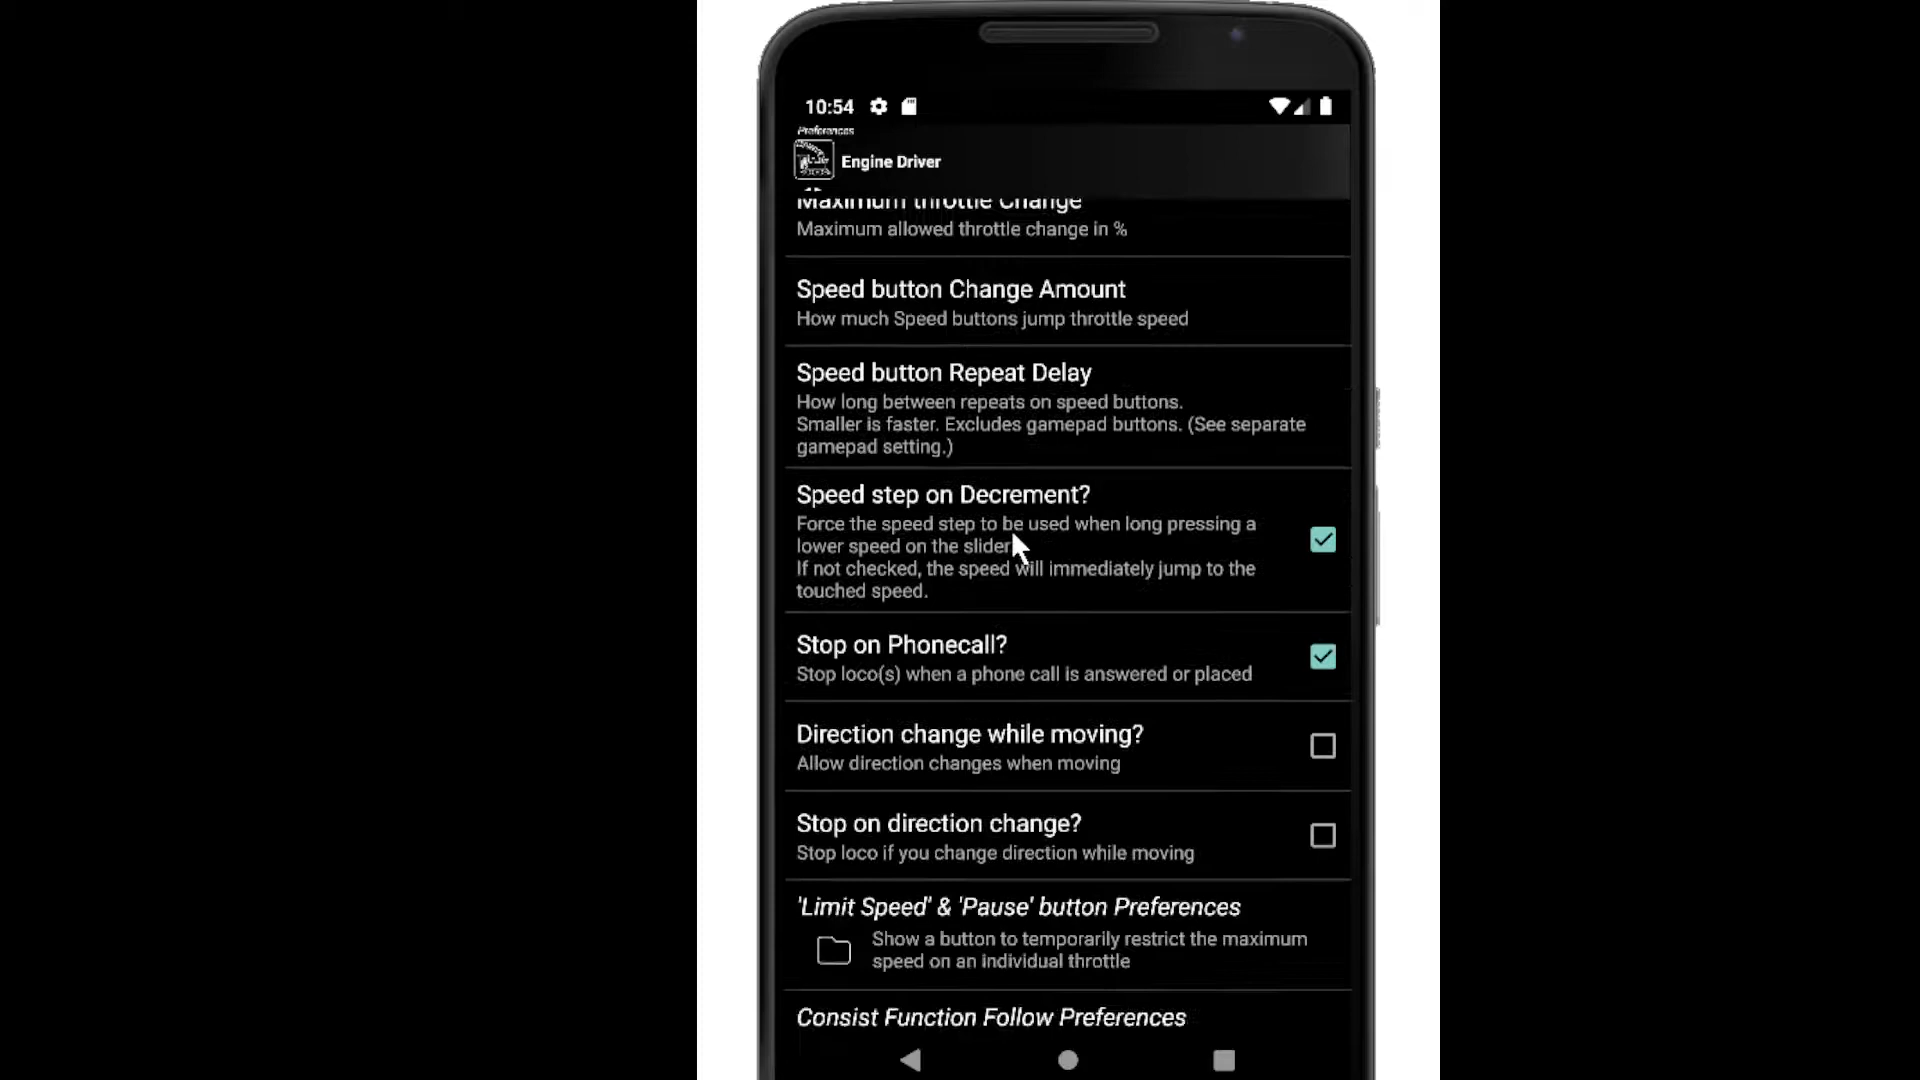 10:54
Preferences
Engine Driver
Maximum throttle Change
Maximum allowed throttle change in %
Speed button Change Amount
How much Speed buttons jump throttle speed
Speed button Repeat Delay
How long between repeats on speed buttons.
Smaller is faster. Excludes gamepad buttons. (See separate
gamepad setting.)
Speed step on Decrement?
Force the speed step to be used when long pressing a
lower speed on the slider
If not checked, the speed will immediately jump to the
touched speed.
Stop on Phonecall?
Stop loco(s) when a phone call is answered or placed
Direction change while moving?
Allow direction changes when moving
Stop on direction change?
Stop loco if you change direction while moving
'Limit Speed' & 'Pause' button Preferences
Show a button to temporarily restrict the maximum
speed on an individual throttle
Consist Function Follow Preferences